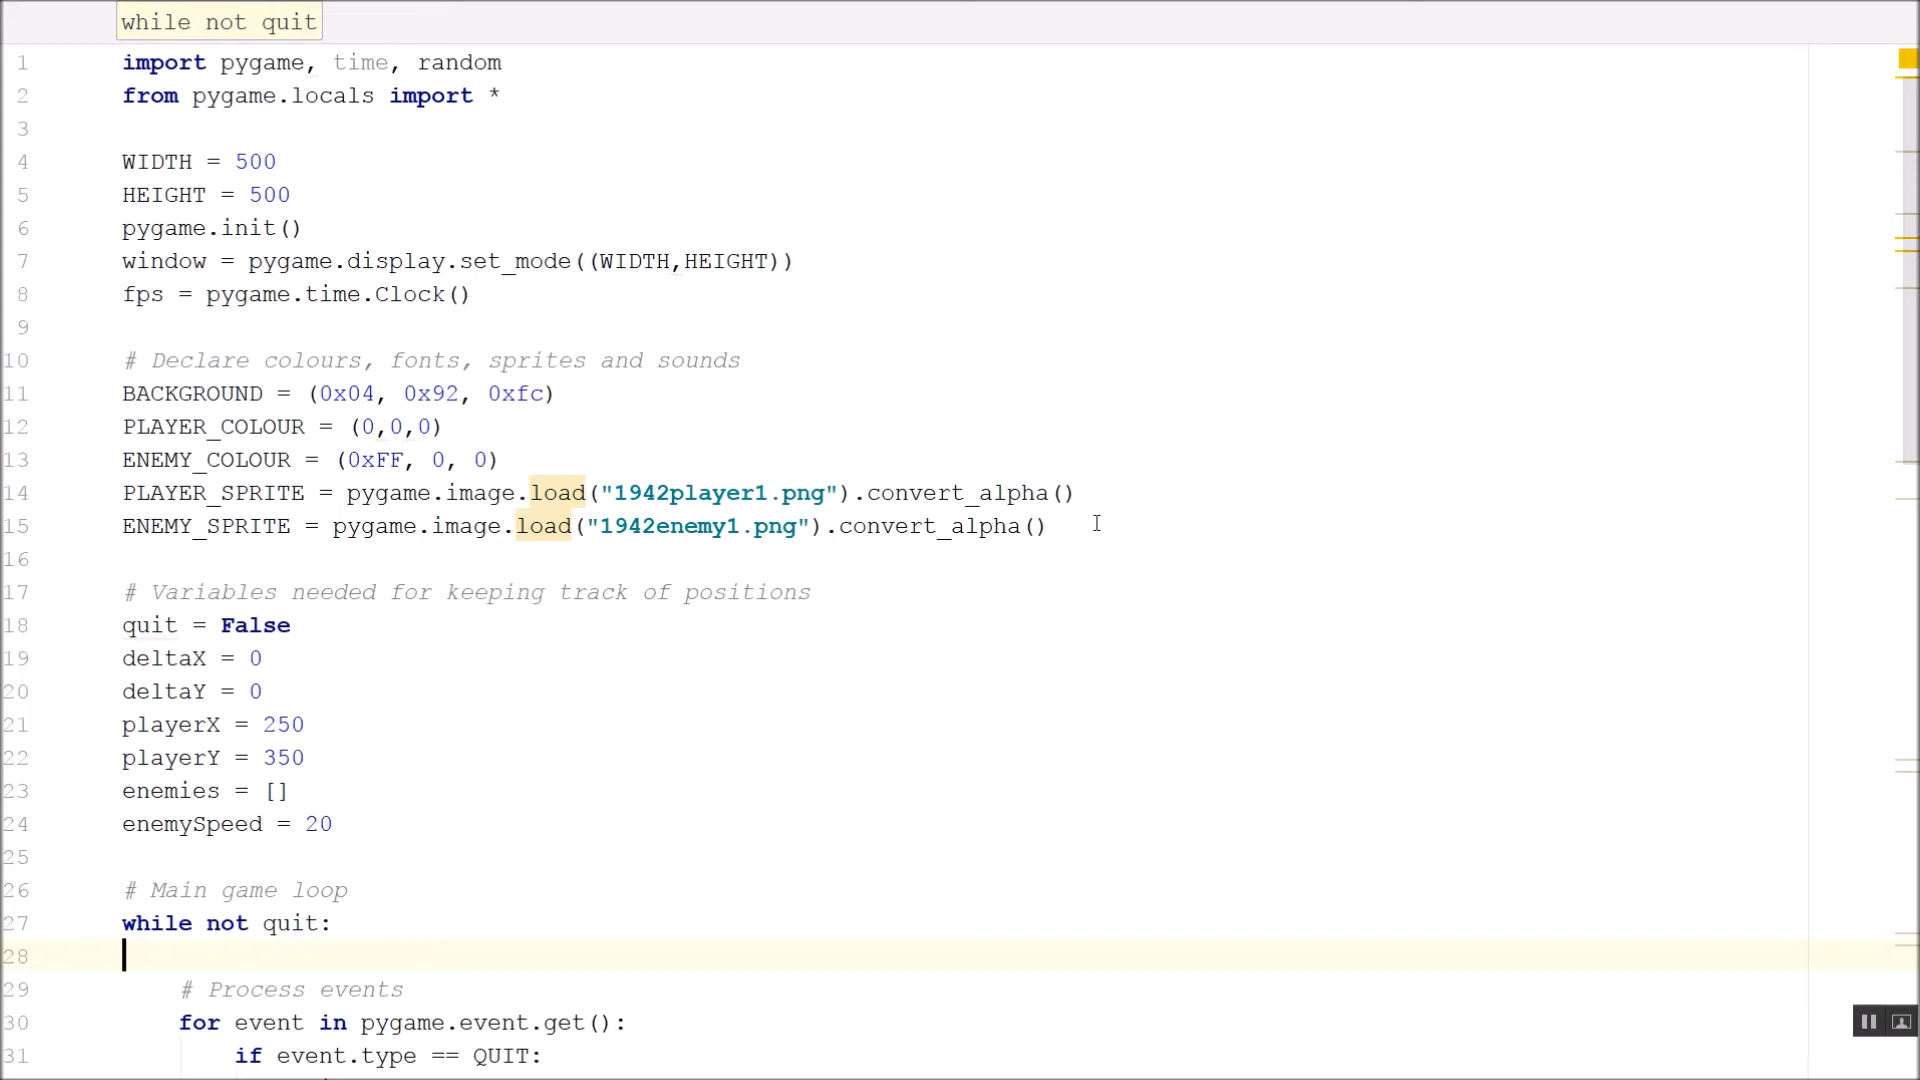 while not quit
1 import pygame, time, random
2 from pygame.locals import *
3
4 WIDTH = 500
5 HEIGHT = 500
6 pygame.init()
7 window = pygame.display.set_mode((WIDTH,HEIGHT))
8 fps = pygame.time.Clock()
9
10 # Declare colours, fonts, sprites and sounds
11 BACKGROUND = (0x04, 0x92, 0xfc)
12 PLAYER_COLOUR = (0,0,0)
13 ENEMY_COLOUR = (0xFF, 0, 0)
14 PLAYER_SPRITE = pygame.image.load("1942player1.png").convert_alpha()
15 ENEMY_SPRITE = pygame.image.load("1942enemy1.png").convert_alpha()
16
17 # Variables needed for keeping track of positions
18 quit = False
19 deltaX = 0
20 deltaY = 0
21 playerX = 250
22 playerY = 350
23 enemies = []
24 enemySpeed = 20
25
26 # Main game loop
27 while not quit:
28
29 # Process events
30 for event in pygame.event.get():
31 if event.type == QUIT: